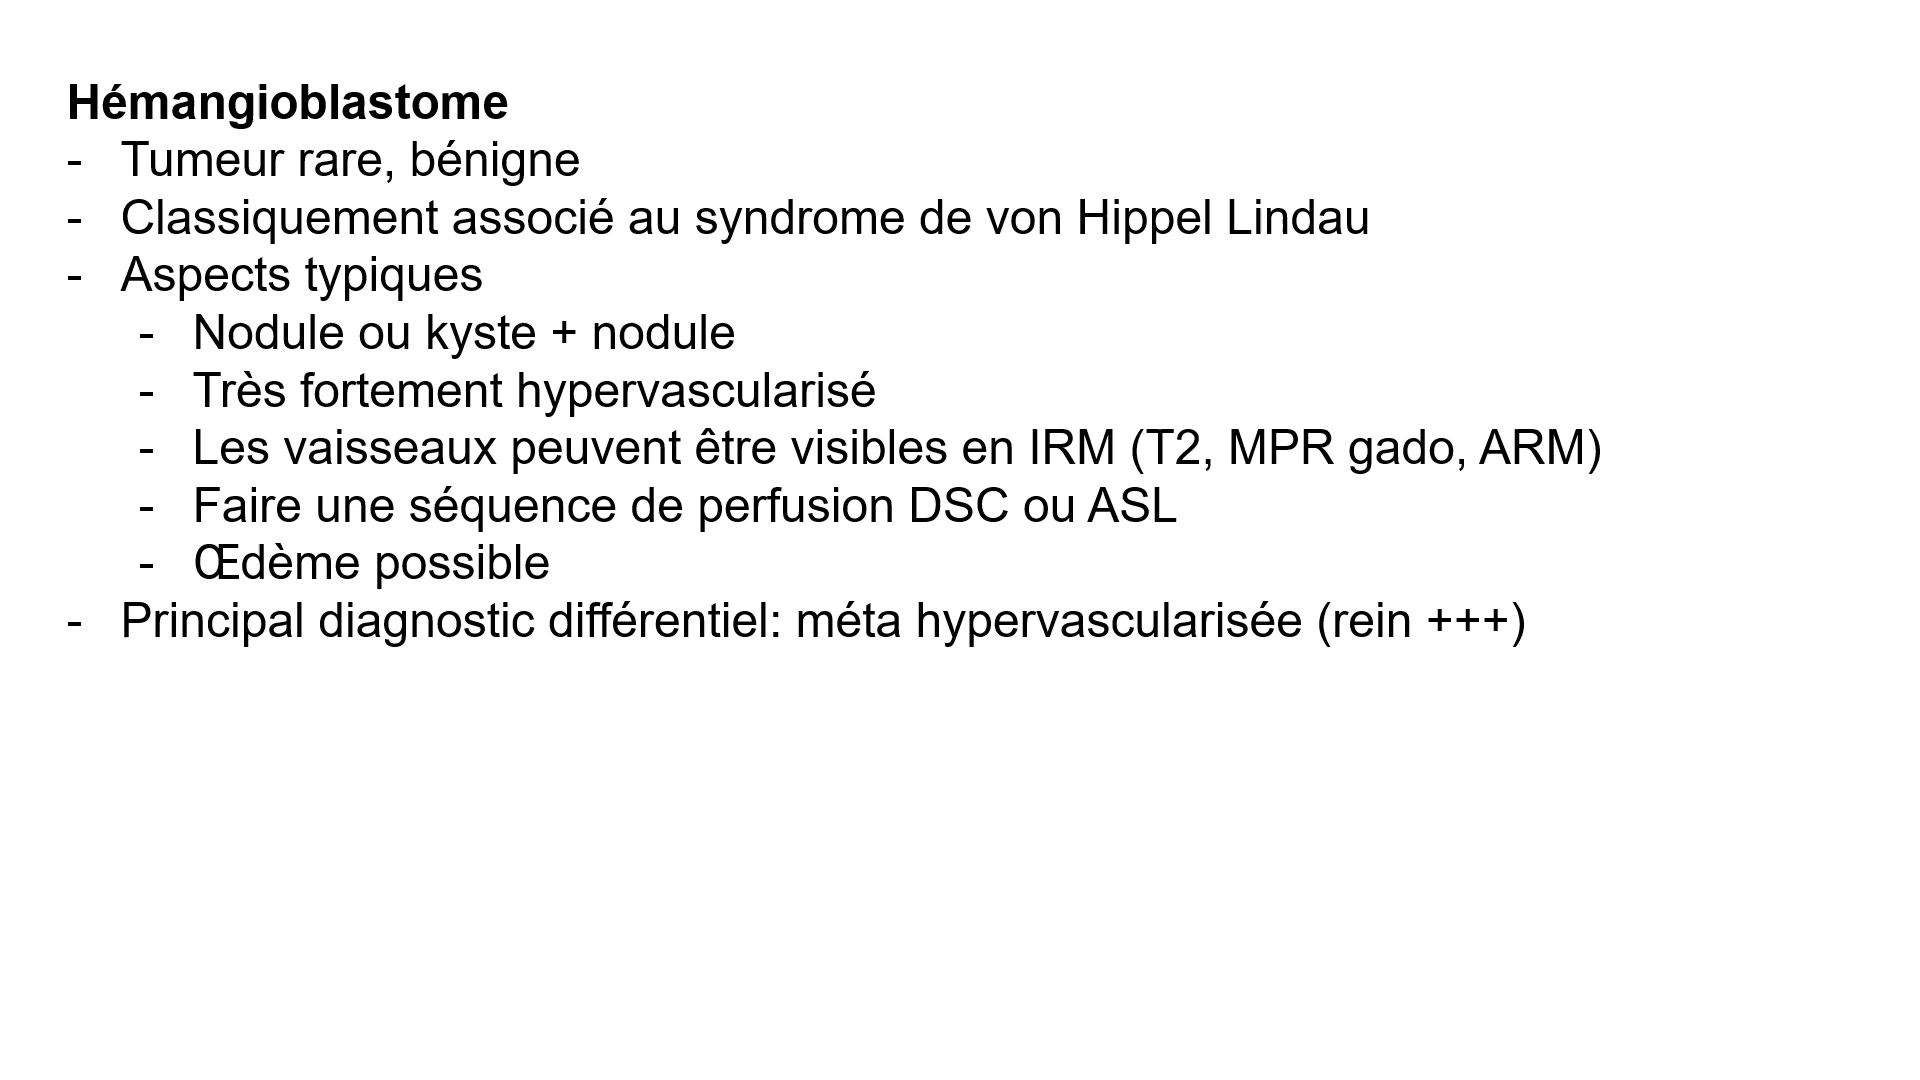 Hémangioblastome
- Tumeur rare, bénigne
- Classiquement associé au syndrome de von Hippel Lindau
- Aspects typiques
- Nodule ou kyste + nodule
- Très fortement hypervascularisé
- Les vaisseaux peuvent être visibles en IRM (T2, MPR gado, ARM)
- Faire une séquence de perfusion DSC ou ASL
- Œdème possible
- Principal diagnostic différentiel: méta hypervascularisée (rein +++)